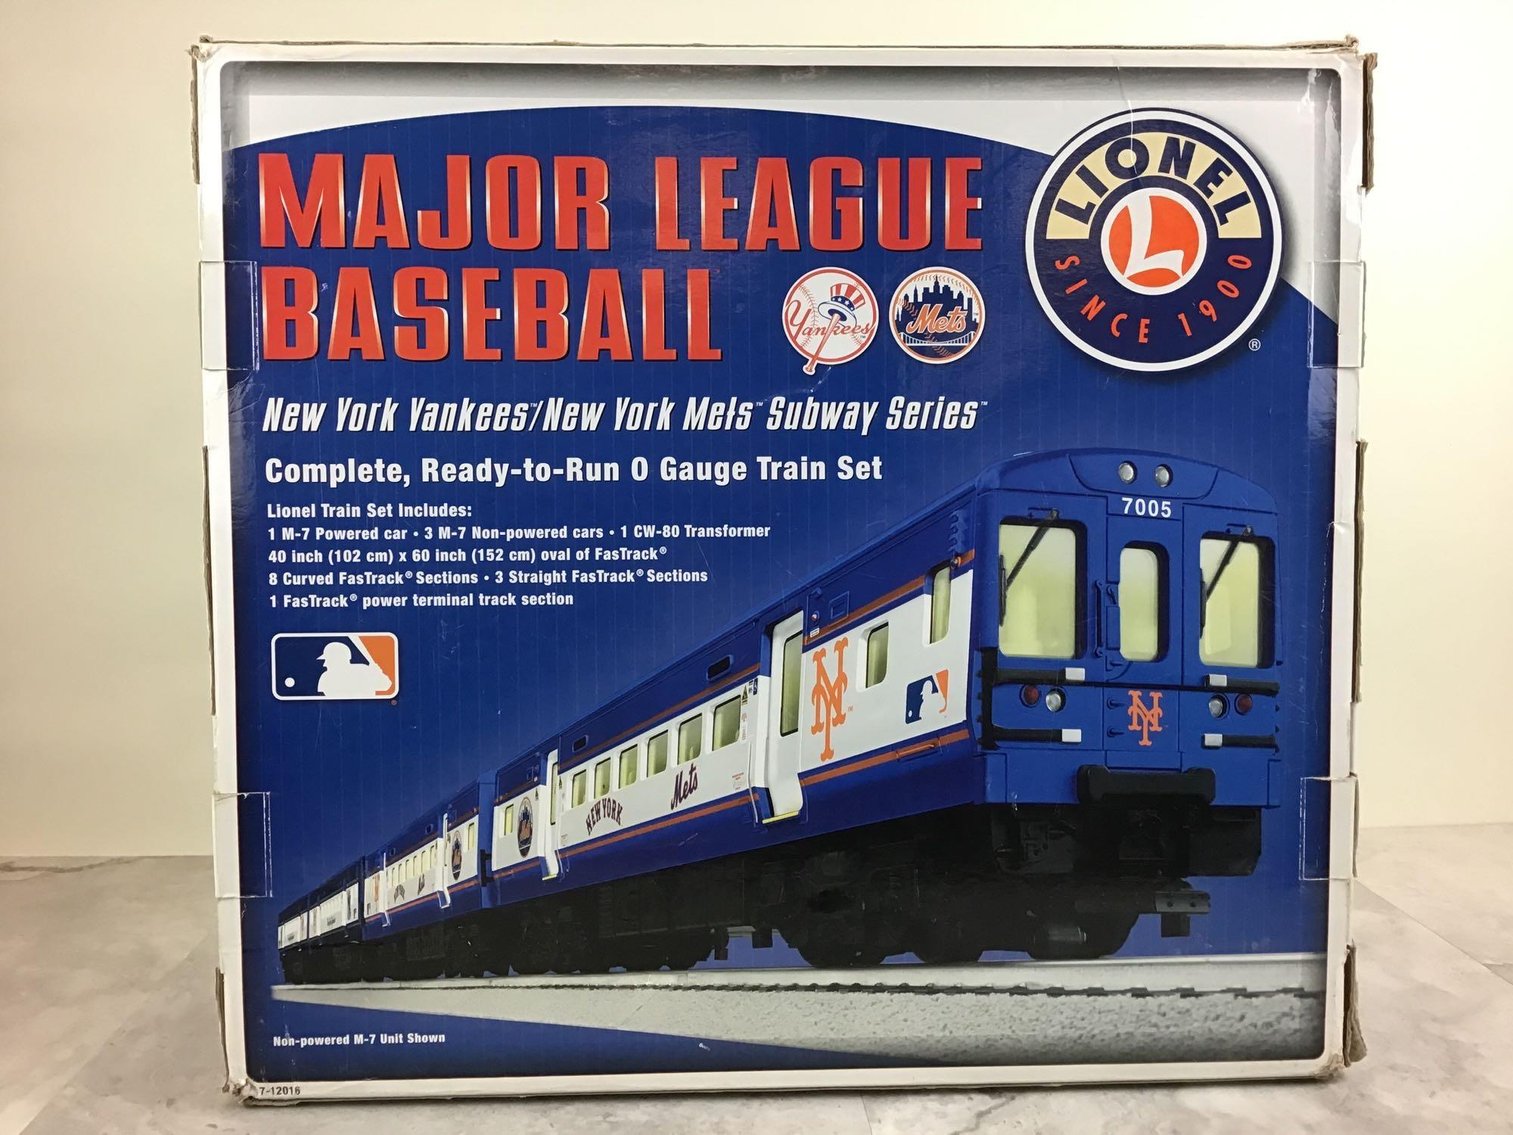 MAJOR LEAGUE
BASEBALL
Yankees
Mets
LIONEL
L
SINCE 1900
®
New York Yankees™/New York Mets™ Subway Series™
Complete, Ready-to-Run O Gauge Train Set
Lionel Train Set Includes:
1 M-7 Powered car • 3 M-7 Non-powered cars • 1 CW-80 Transformer
40 inch (102 cm) x 60 inch (152 cm) oval of FasTrack®
8 Curved FasTrack® Sections • 3 Straight FasTrack® Sections
1 FasTrack® power terminal track section
7005
NY
NY
NEW YORK
Mets
Non-powered M-7 Unit Shown
7-12016